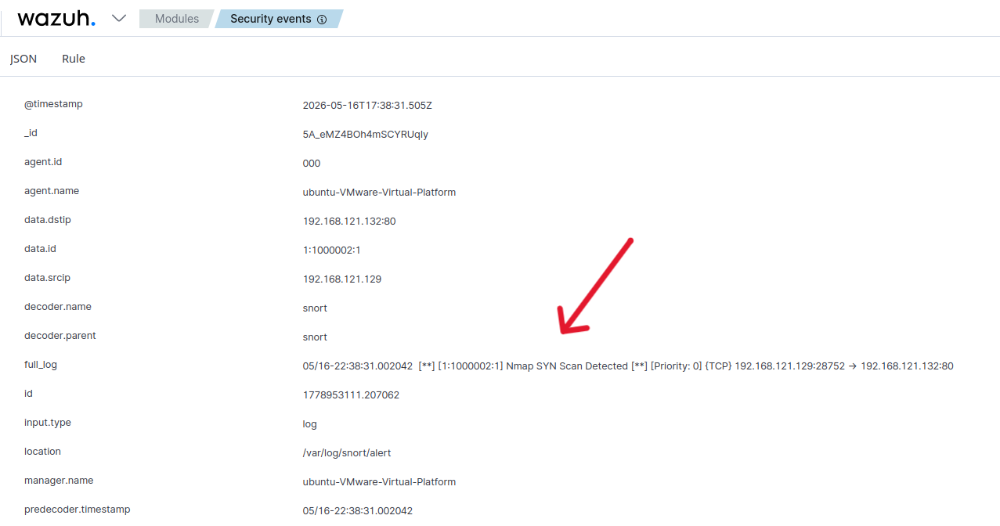 wazuh.
Modules
Security events
JSON Rule
@timestamp 2026-05-16T17:38:31.505Z
_id 5A_eMZ4BOh4mSCYRUqly
agent.id 000
agent.name ubuntu-VMware-Virtual-Platform
data.dstip 192.168.121.132:80
data.id 1:1000002:1
data.srcip 192.168.121.129
decoder.name snort
decoder.parent snort
full_log 05/16-22:38:31.002042 [**] [1:1000002:1] Nmap SYN Scan Detected [**] [Priority: 0] {TCP} 192.168.121.129:28752 -> 192.168.121.132:80
id 1778953111.207062
input.type log
location /var/log/snort/alert
manager.name ubuntu-VMware-Virtual-Platform
predecoder.timestamp 05/16-22:38:31.002042